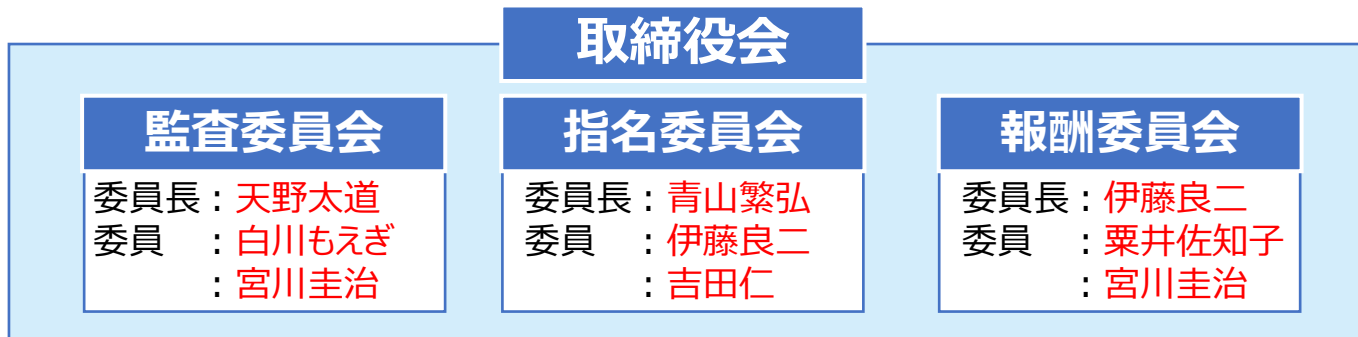 取締役会
監査委員会
委員長：天野太道
委員　：白川もえぎ
：宮川圭治
指名委員会
委員長：青山繁弘
委員　：伊藤良二
：吉田仁
報酬委員会
委員長：伊藤良二
委員　：粟井佐知子
：宮川圭治